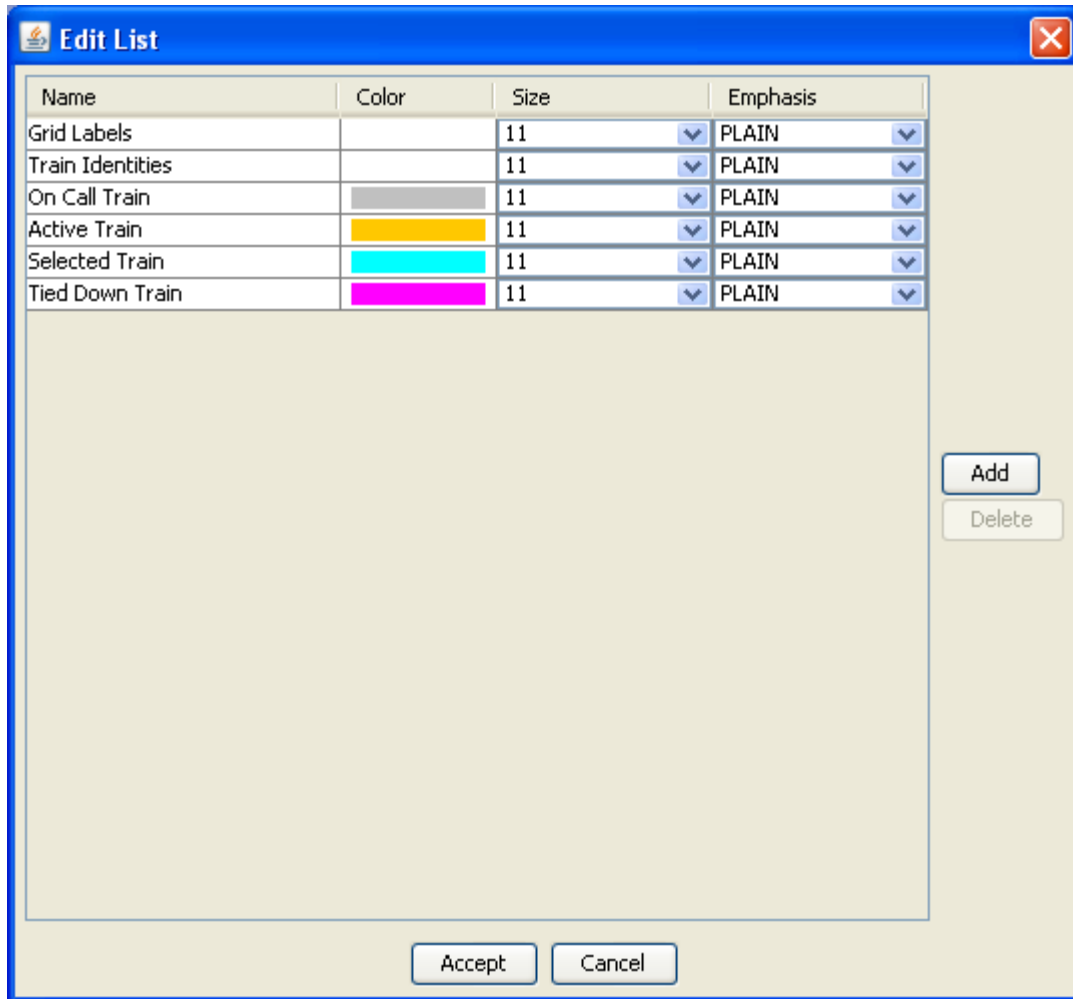 Edit List
Name Color Size Emphasis
Grid Labels 11 PLAIN
Train Identities 11 PLAIN
On Call Train 11 PLAIN
Active Train 11 PLAIN
Selected Train 11 PLAIN
Tied Down Train 11 PLAIN
Add
Delete
Accept Cancel